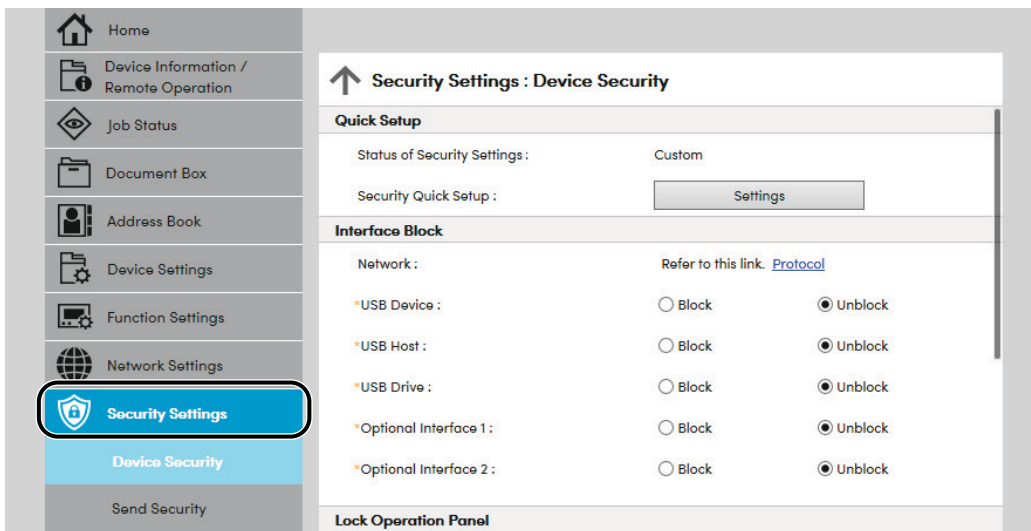 Home
Device Information /
Remote Operation
Job Status
Document Box
Address Book
Device Settings
Function Settings
Network Settings
Security Settings
Device Security
Send Security
Security Settings : Device Security
Quick Setup
Status of Security Settings : Custom
Security Quick Setup : Settings
Interface Block
Network : Refer to this link. Protocol
*USB Device : Block Unblock
*USB Host : Block Unblock
*USB Drive : Block Unblock
*Optional Interface 1 : Block Unblock
*Optional Interface 2 : Block Unblock
Lock Operation Panel